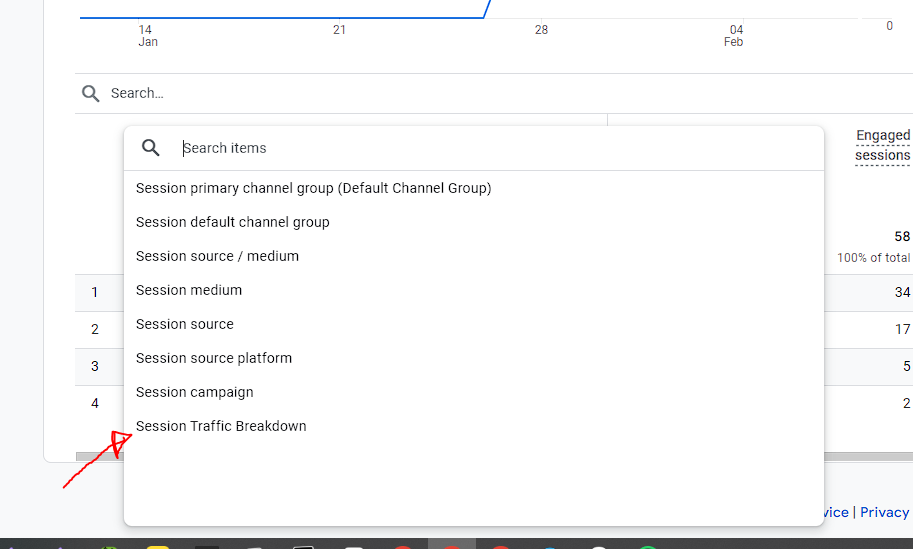 14
Jan
21
28
04
Feb
0
Search...
Search items
Engaged
sessions
Session primary channel group (Default Channel Group)
Session default channel group
Session source / medium
58
100% of total
Session medium
1
34
Session source
2
17
Session source platform
3
5
Session campaign
4
2
Session Traffic Breakdown
vice | Privacy